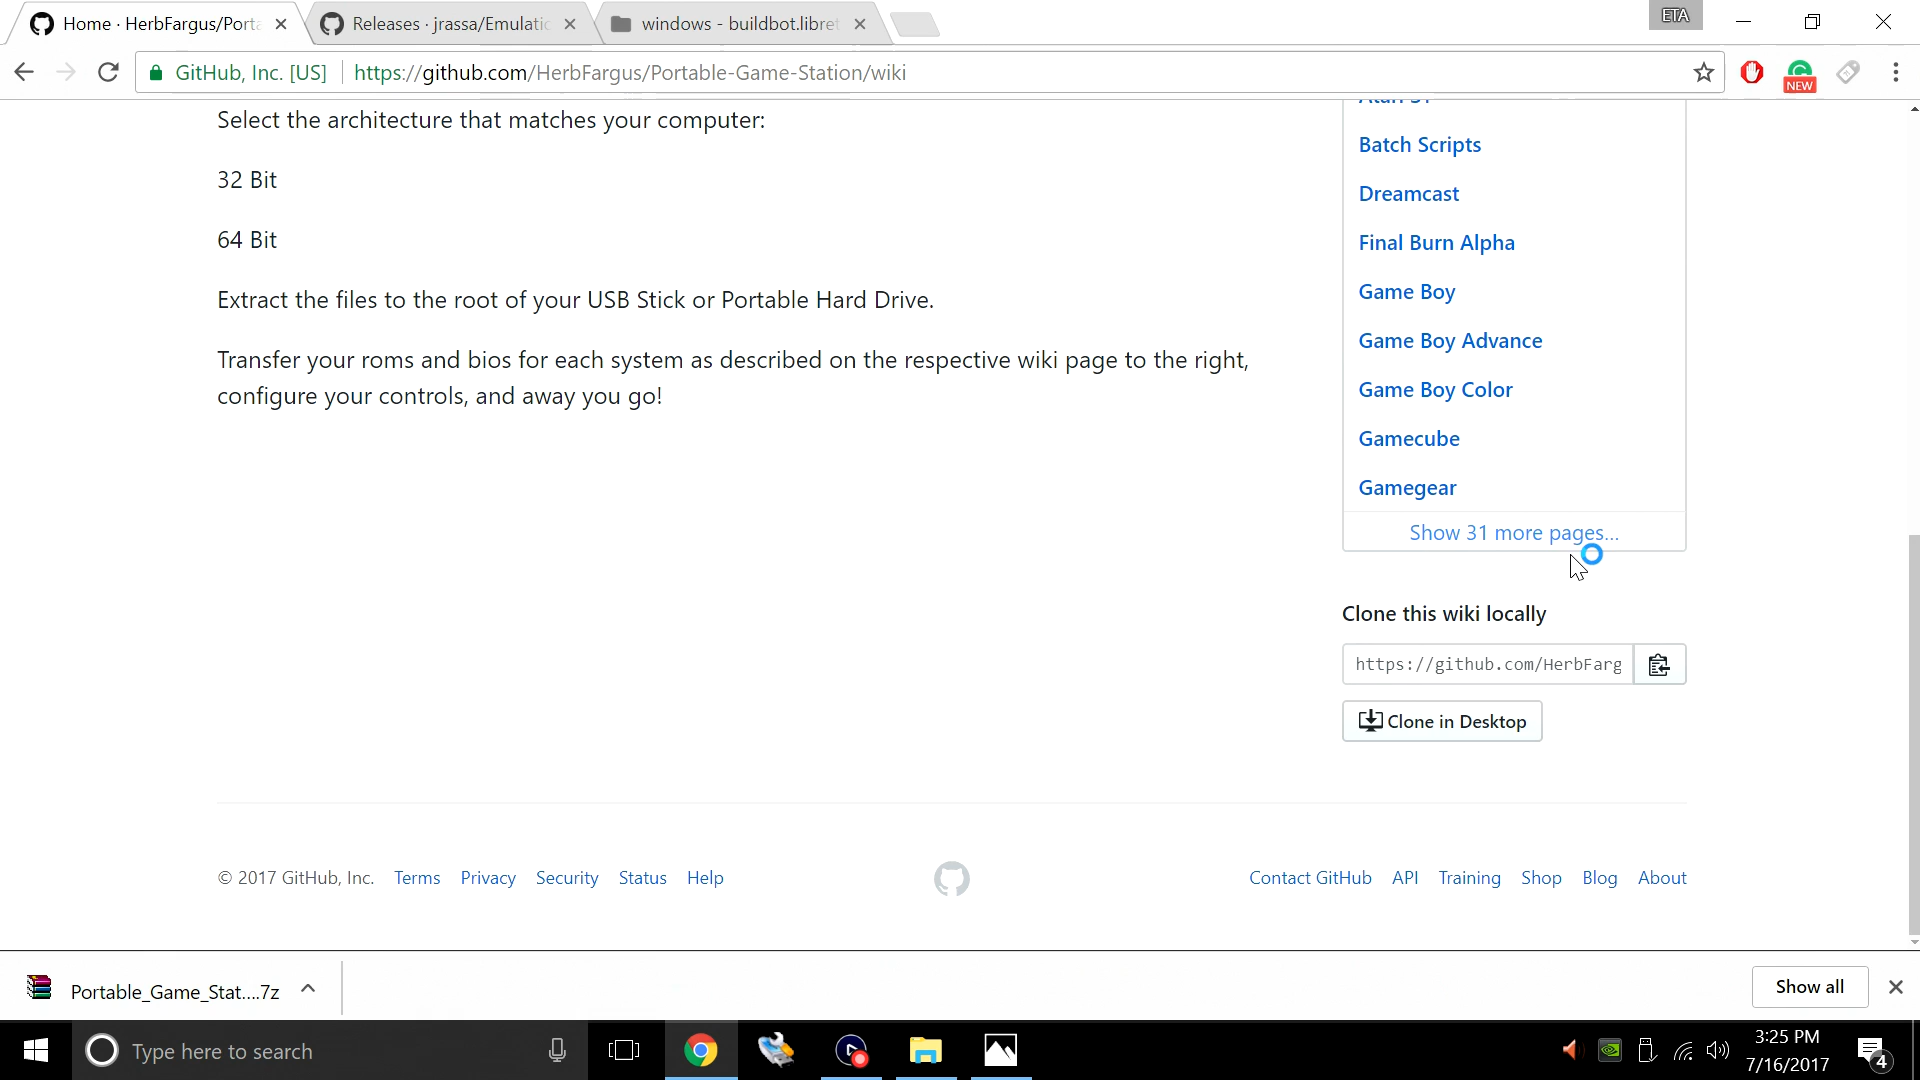 Home · HerbFargus/Porta
Releases · jrassa/Emulatic
windows - buildbot.libret
ETA
GitHub, Inc. [US]
https://github.com/HerbFargus/Portable-Game-Station/wiki
NEW
Select the architecture that matches your computer:
32 Bit
64 Bit
Extract the files to the root of your USB Stick or Portable Hard Drive.
Transfer your roms and bios for each system as described on the respective wiki page to the right,
configure your controls, and away you go!
Batch Scripts
Dreamcast
Final Burn Alpha
Game Boy
Game Boy Advance
Game Boy Color
Gamecube
Gamegear
Show 31 more pages...
Clone this wiki locally
https://github.com/HerbFarg
Clone in Desktop
© 2017 GitHub, Inc.
Terms
Privacy
Security
Status
Help
Contact GitHub
API
Training
Shop
Blog
About
Portable_Game_Stat....7z
Show all
Type here to search
3:25 PM
7/16/2017
4